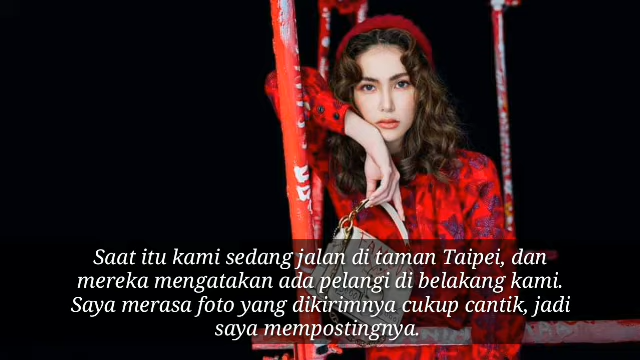 Saat itu kami sedang jalan di taman Taipei, dan
mereka mengatakan ada pelangi di belakang kami.
Saya merasa foto yang dikirimnya cukup cantik, jadi
saya mempostingnya.